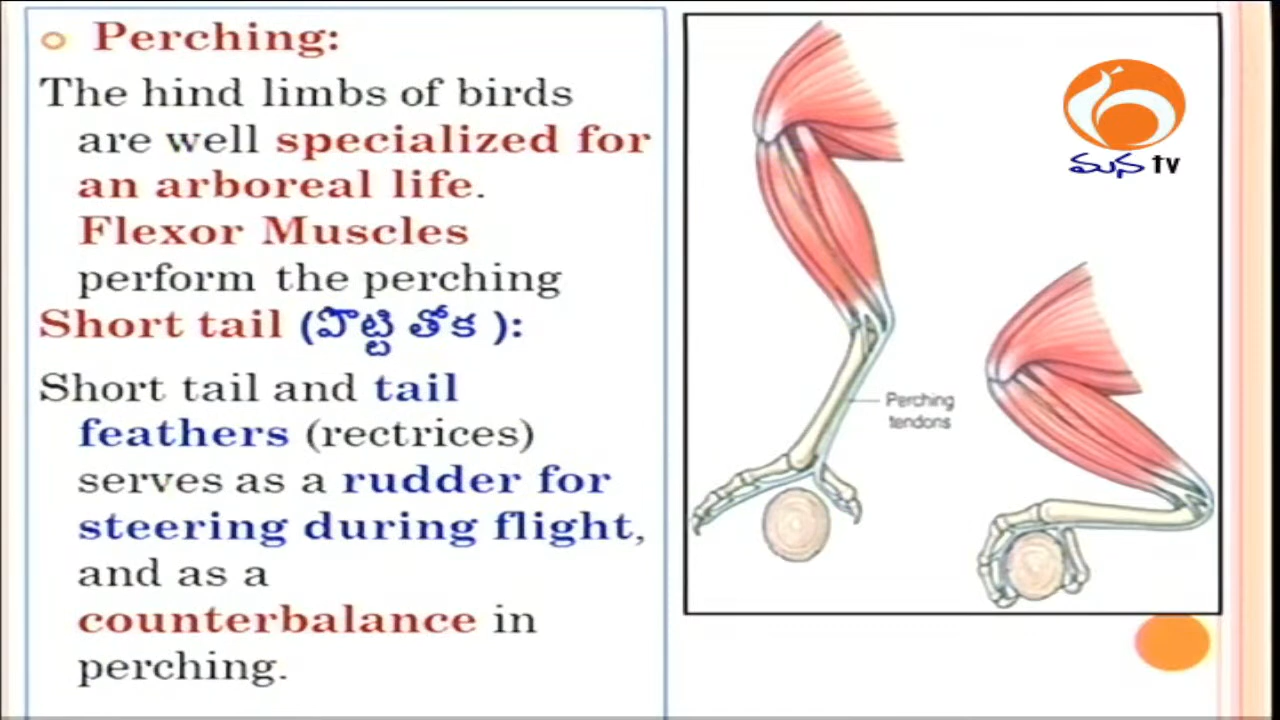 Perching:
The hind limbs of birds
are well specialized for
an arboreal life.
Flexor Muscles
perform the perching
Short tail (పొట్టి తోక ):
Short tail and tail
feathers (rectrices)
serves as a rudder for
steering during flight,
and as a
counterbalance in
perching.
Perching
tendons
మన tv